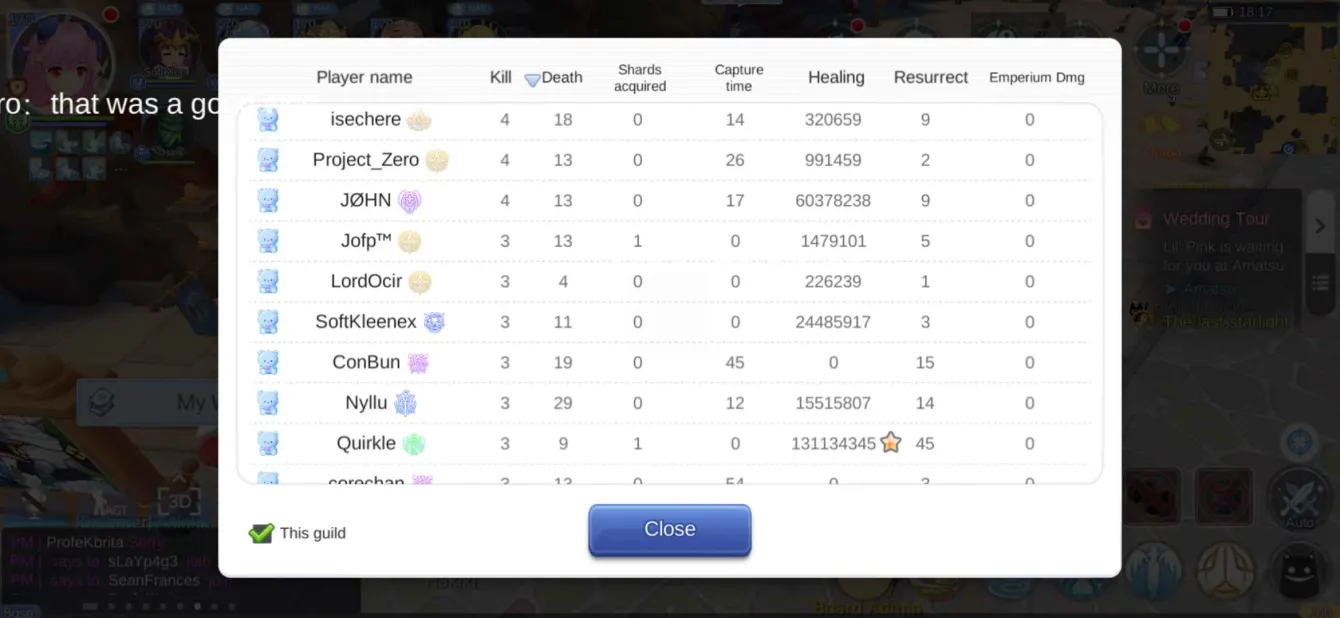 18:17
Player name Kill Death Shards acquired Capture time Healing Resurrect Emperium Dmg
ro: that was a go
isechere 4 18 0 14 320659 9 0
Project_Zero 4 13 0 26 991459 2 0
JØHN 4 13 0 17 60378238 9 0
Jofp™ 3 13 1 0 1479101 5 0
LordOcir 3 4 0 0 226239 1 0
SoftKleenex 3 11 0 0 24485917 3 0
ConBun 3 19 0 45 0 15 0
Nyllu 3 29 0 12 15515807 14 0
Quirkle 3 9 1 0 131134345 45 0
corechan 3 13 0 54 0 3 0
This guild
Close
More
Wedding Tour
Lil' Pink is waiting
for you at Amatsu
Amatsu
The last starlight
My
3D
Auto
PM | ProfeKbrita Sorry
PM | says to sLaYp4g3 join
PM | says to SeanFrances
Base
Board Admin